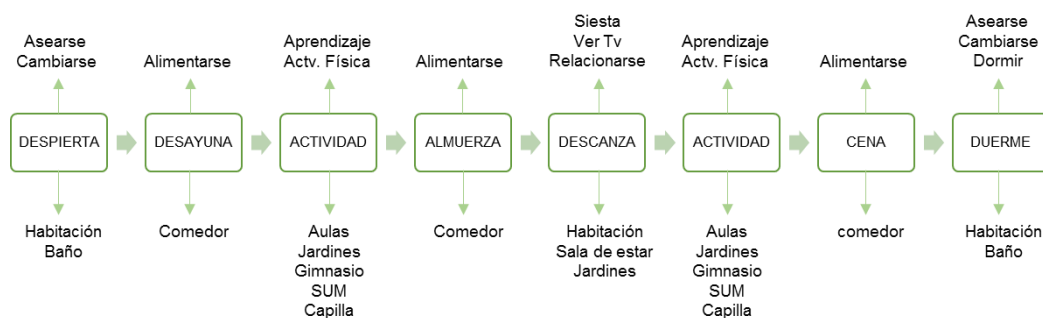 Asearse
Cambiarse
Alimentarse
Aprendizaje
Actv. Física
Alimentarse
Siesta
Ver Tv
Relacionarse
Aprendizaje
Actv. Física
Alimentarse
Asearse
Cambiarse
Dormir
DESPIERTA
DESAYUNA
ACTIVIDAD
ALMUERZA
DESCANZA
ACTIVIDAD
CENA
DUERME
Habitación
Baño
Comedor
Aulas
Jardines
Gimnasio
SUM
Capilla
Comedor
Habitación
Sala de estar
Jardines
Aulas
Jardines
Gimnasio
SUM
Capilla
comedor
Habitación
Baño